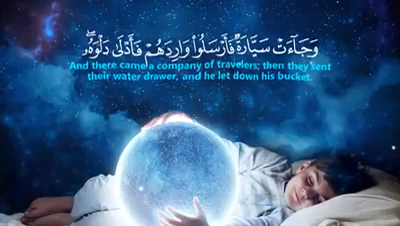 وَجَآءَتْ سَيَّارَةٌ فَأَرْسَلُوا۟ وَارِدَهُمْ فَأَدْلَىٰ دَلْوَهُۥ ۖ
And there came a company of travelers; then they sent
their water drawer, and he let down his bucket.